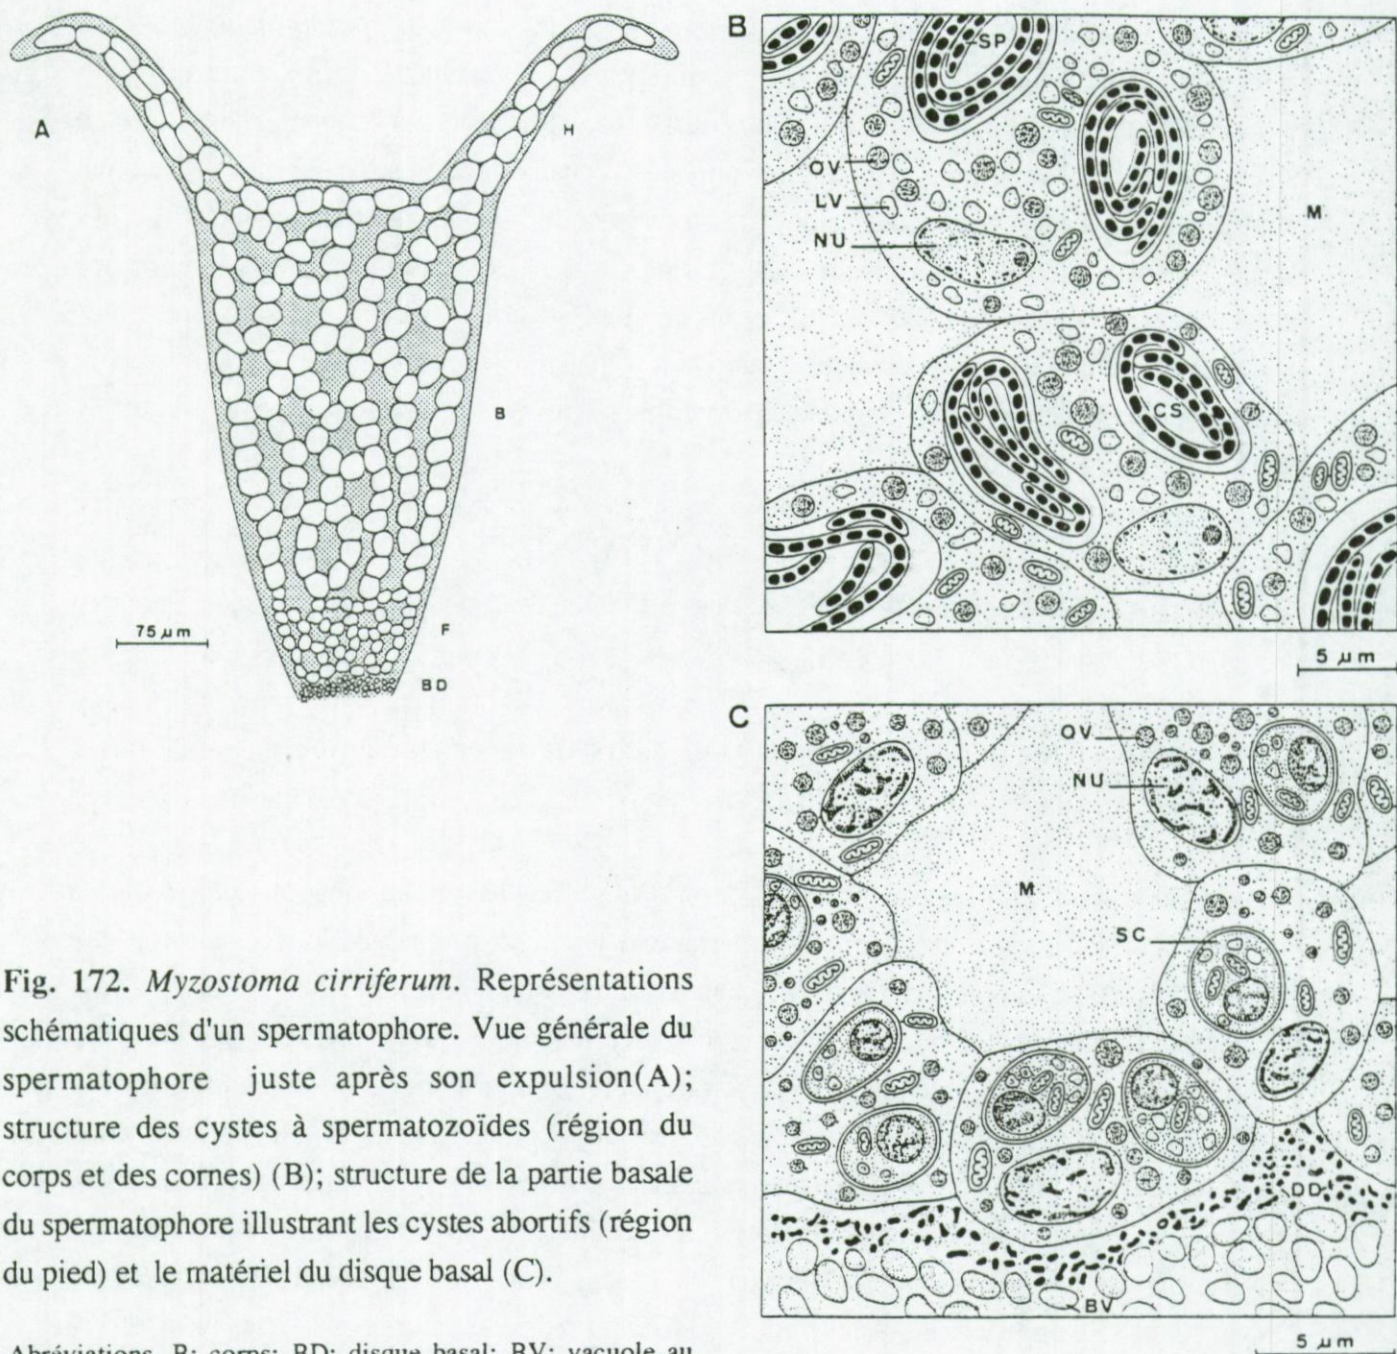 A
H
B
75 µm
F
BD
B
SP
OV
LV
NU
M
CS
5 µm
C
OV
NU
M
SC
DD
BV
5 µm
Fig. 172. Myzostoma cirriferum. Représentations
schématiques d'un spermatophore. Vue générale du
spermatophore juste après son expulsion(A);
structure des cystes à spermatozoïdes (région du
corps et des cornes) (B); structure de la partie basale
du spermatophore illustrant les cystes abortifs (région
du pied) et le matériel du disque basal (C).
Abréviations. B: corps; BD: disque basal; BV: vacuole au